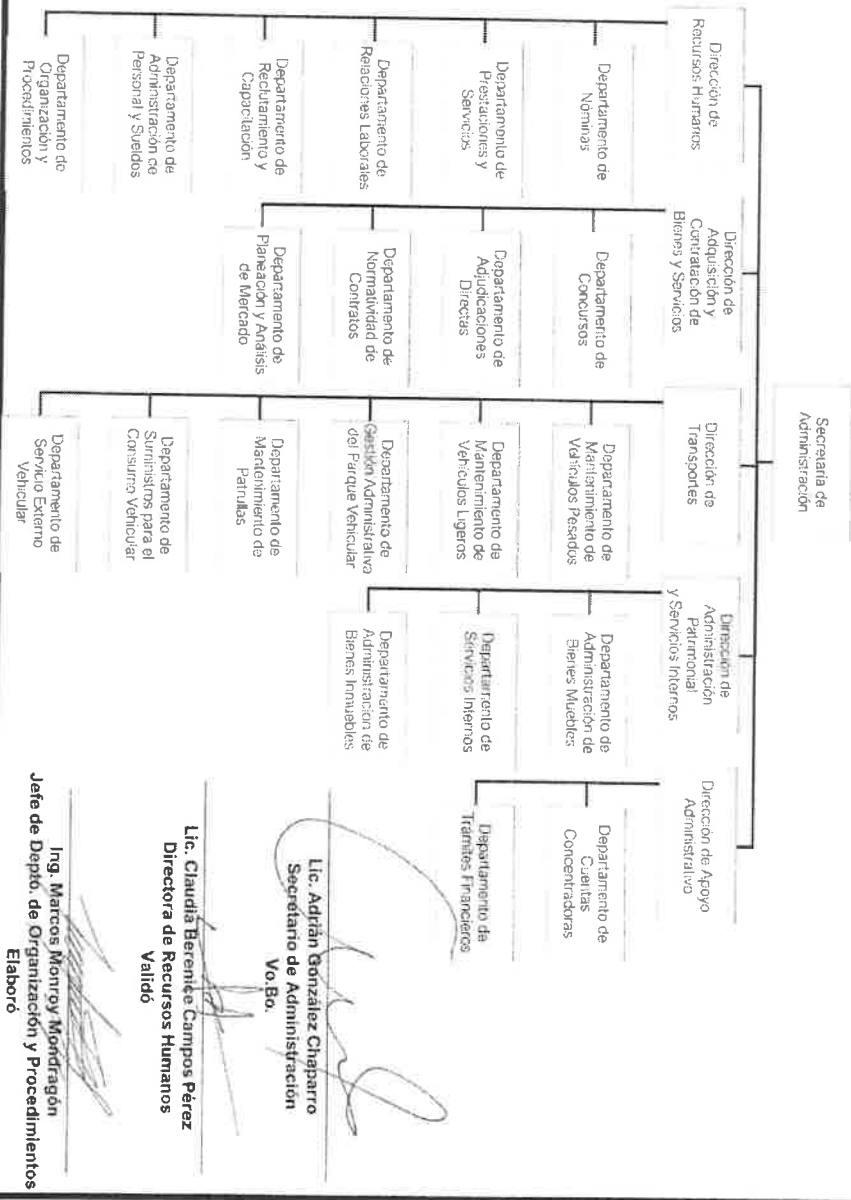 Secretaria de
Administración
Dirección de
Recursos Humanos
Departamento de
Nóminas
Departamento de
Prestaciones y
Servicios
Departamento de
Relaciones Laborales
Departamento de
Reclutamiento y
Capacitación
Departamento de
Administración de
Personal y Sueldos
Departamento de
Organización y
Procedimientos
Dirección de
Adquisición y
Contratación de
Bienes y Servicios
Departamento de
Concursos
Departamento de
Adjudicaciones
Directas
Departamento de
Normatividad de
Contratos
Departamento de
Planeación y Análisis
de Mercado
Dirección de
Transportes
Departamento de
Mantenimiento de
Vehículos Pesados
Departamento de
Mantenimiento de
Vehículos Ligeros
Departamento de
Gestión Administrativa
del Parque Vehicular
Departamento de
Mantenimiento de
Patrullas
Departamento de
Suministros para el
Consumo Vehicular
Departamento de
Servicio Externo
Vehicular
Dirección de
Administración
Patrimonial
y Servicios Internos
Departamento de
Administración de
Bienes Muebles
Departamento de
Servicios Internos
Departamento de
Administración de
Bienes Inmuebles
Dirección de Apoyo
Administrativo
Departamento de
Cuentas
Concentradoras
Departamento de
Trámites Financieros
Lic. Adrián González Chaparro
Secretario de Administración
Vo.Bo.
Lic. Claudia Berenice Campos Pérez
Directora de Recursos Humanos
Validó
Ing. Marcos Monroy Mondragón
Jefe de Depto. de Organización y Procedimientos
Elaboró